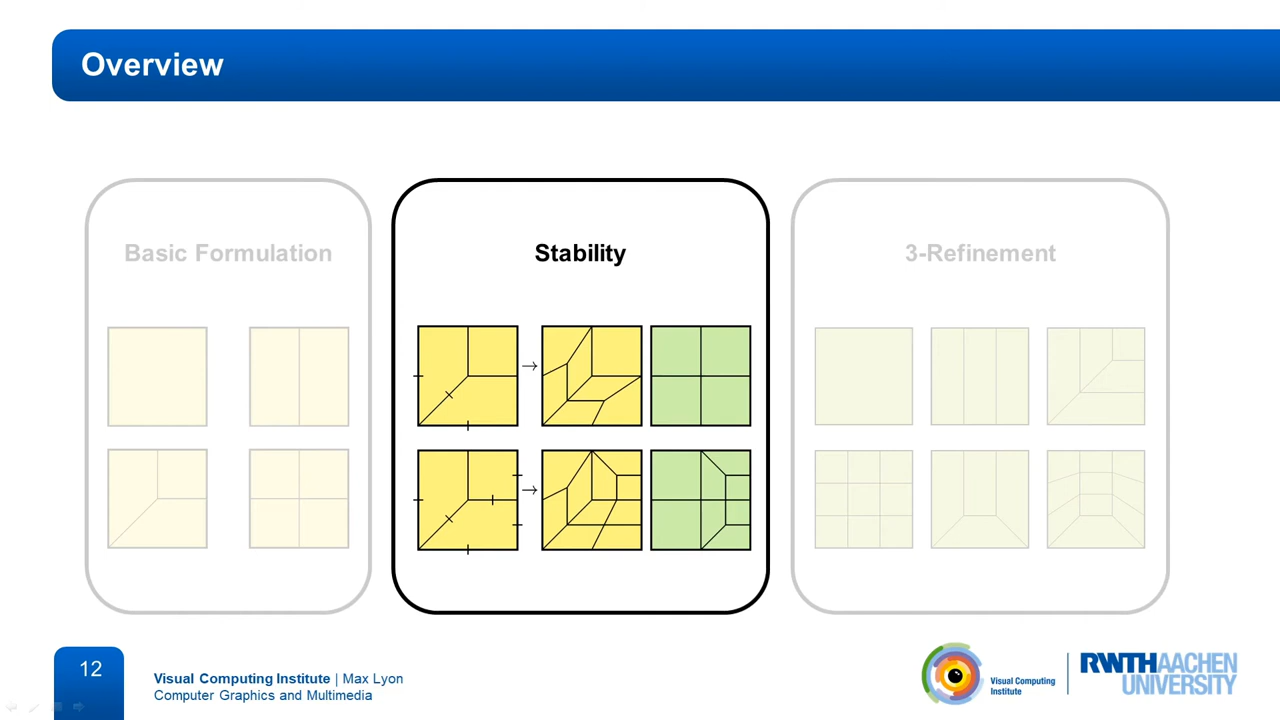 Overview
Basic Formulation
Stability
3-Refinement
12
Visual Computing Institute | Max Lyon
Computer Graphics and Multimedia
Visual Computing
Institute
RWTHAACHEN
UNIVERSITY